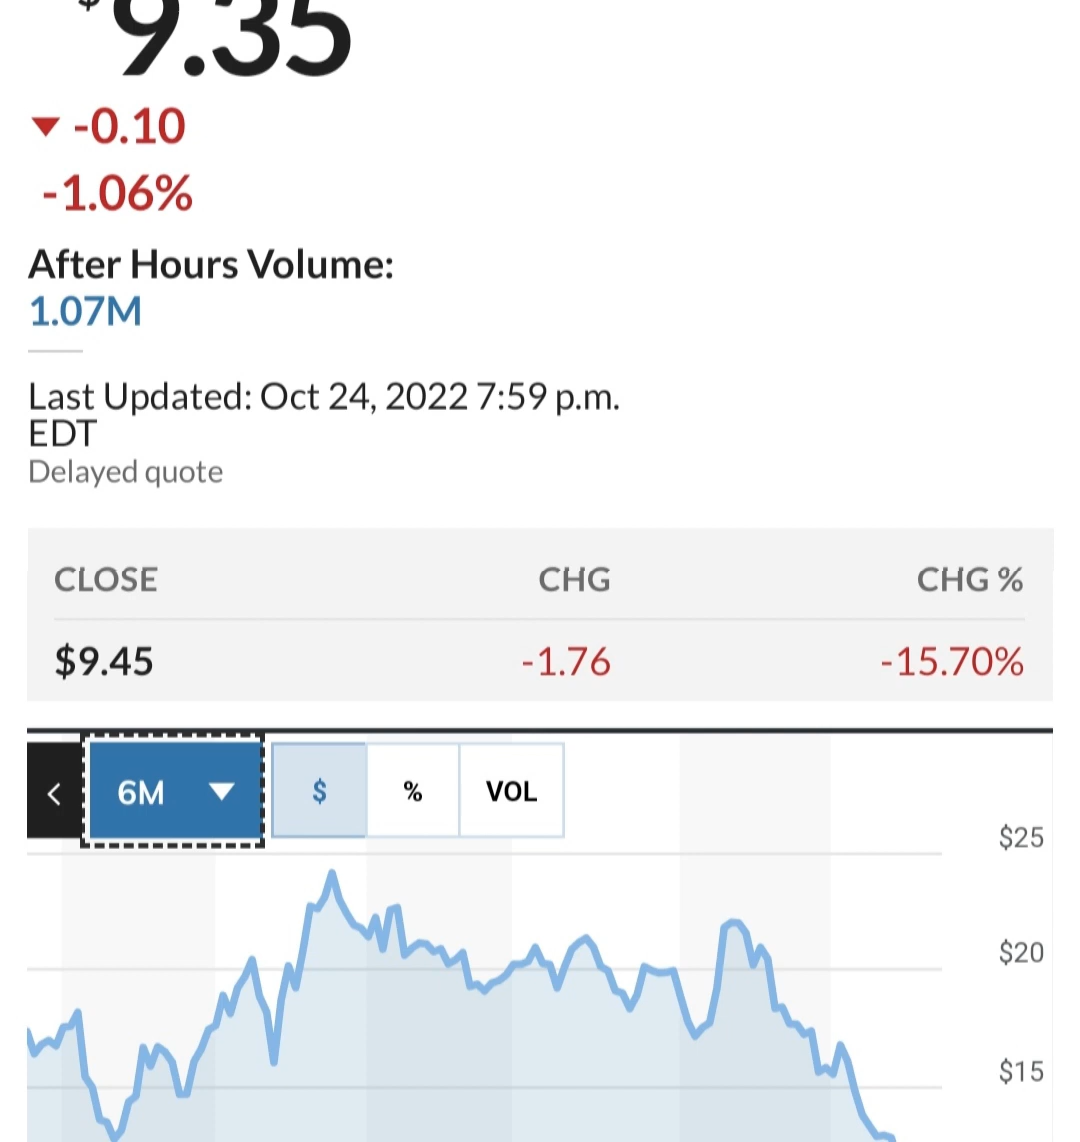 $9.35
-0.10
-1.06%
After Hours Volume:
1.07M
Last Updated: Oct 24, 2022 7:59 p.m.
EDT
Delayed quote
CLOSE CHG CHG %
$9.45 -1.76 -15.70%
6M $ % VOL
$25
$20
$15